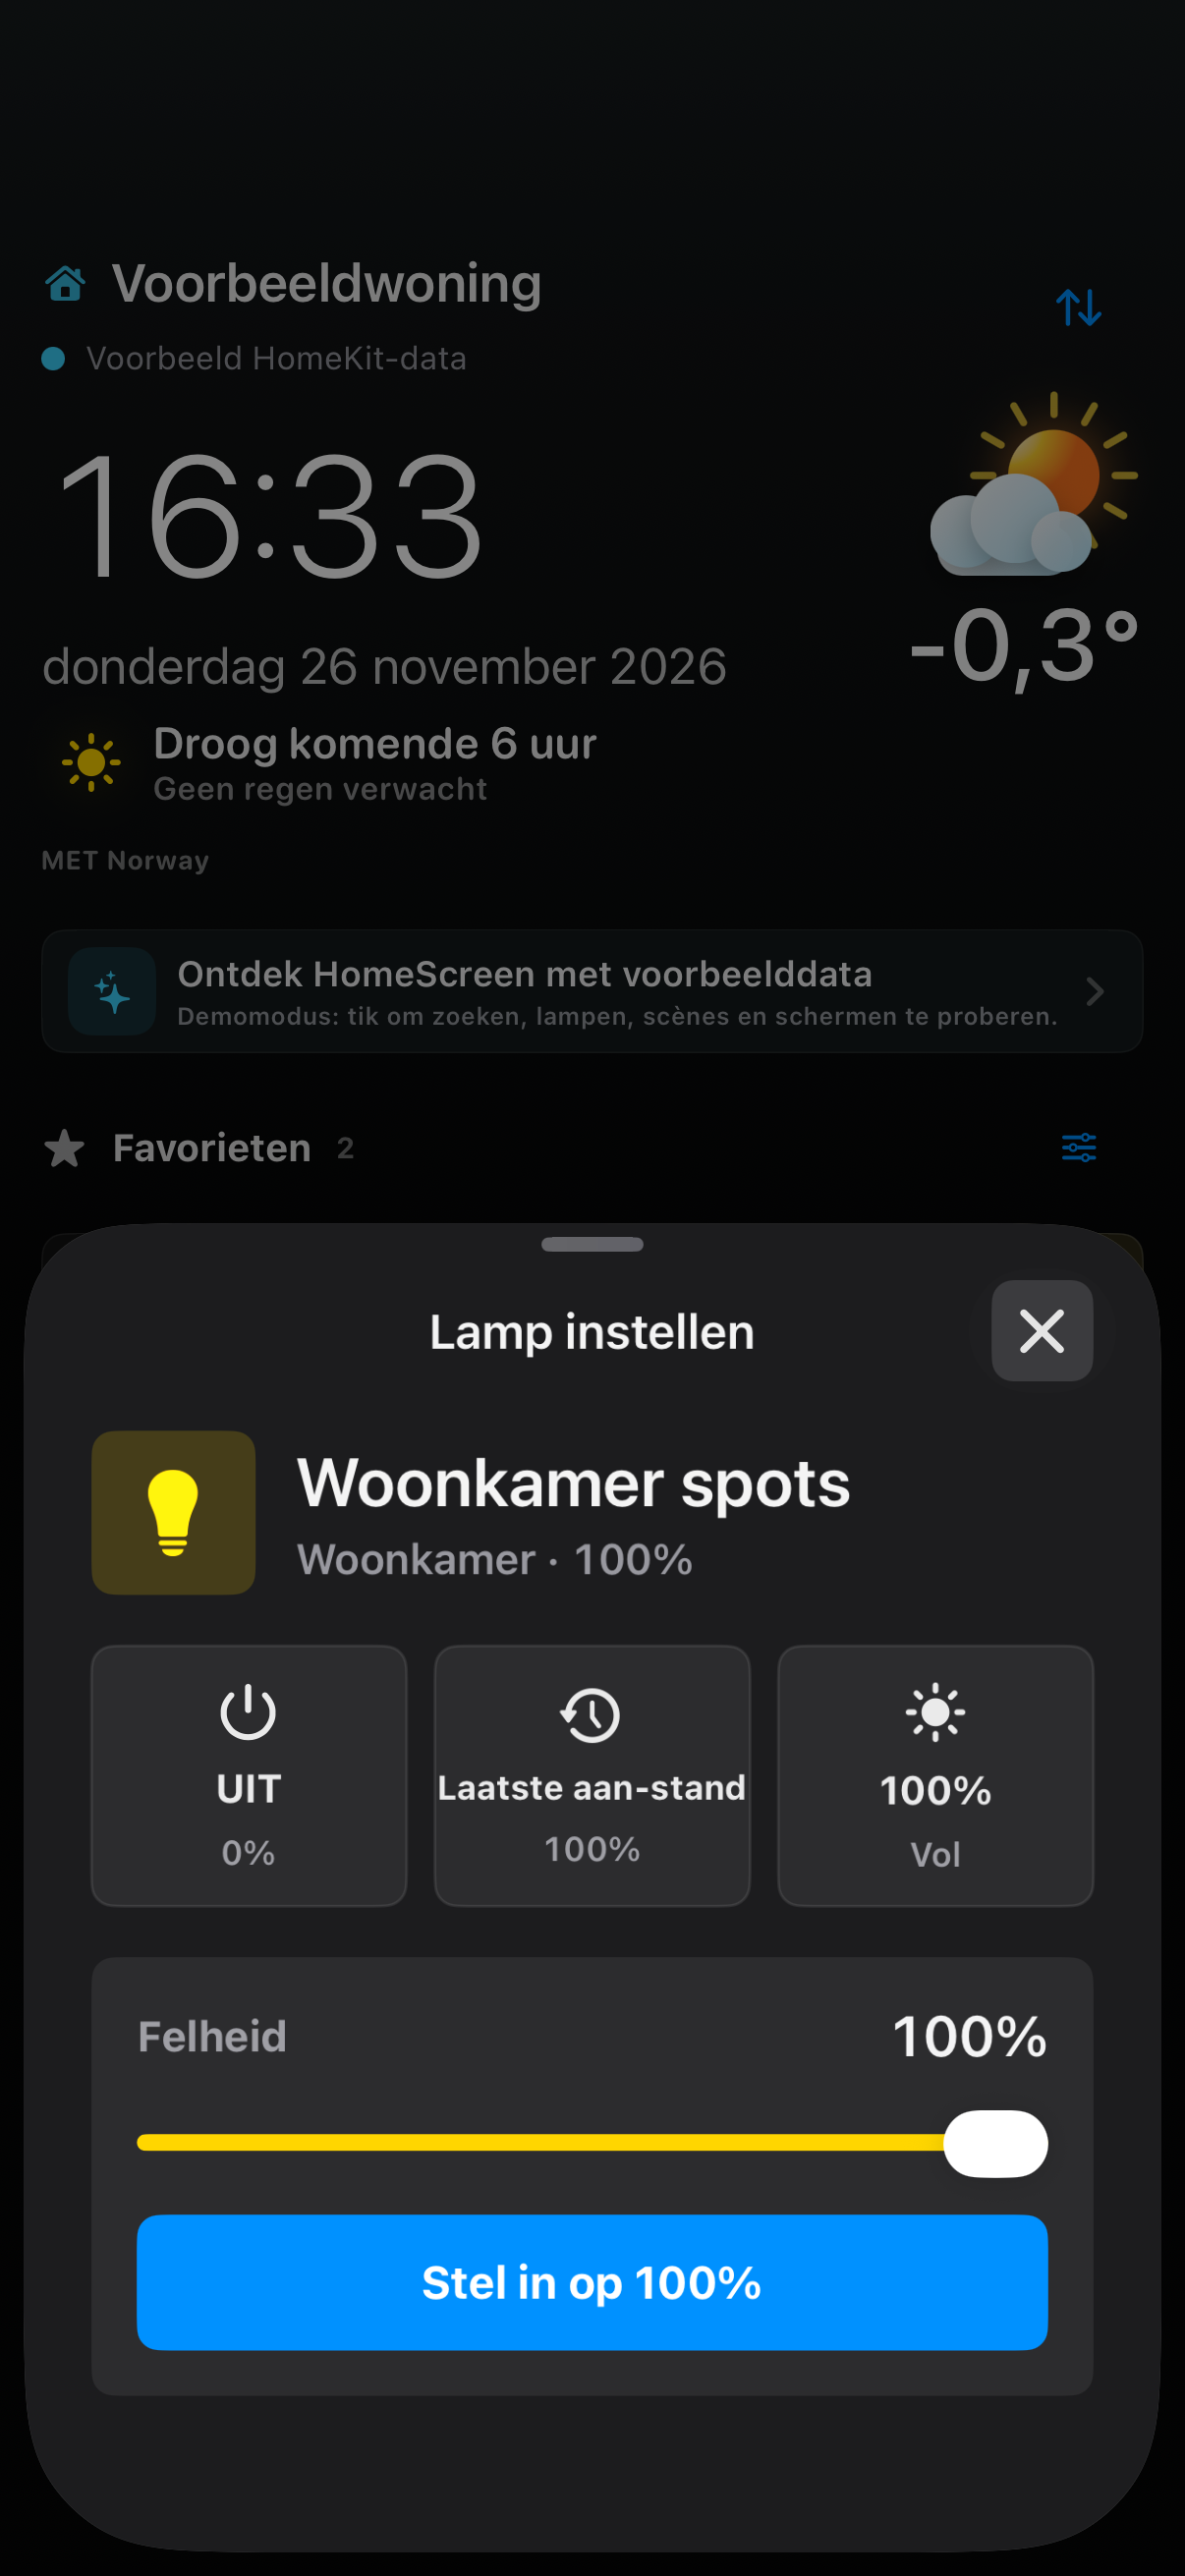 Voorbeeldwoning
Voorbeeld HomeKit-data
16:33
-0,3°
donderdag 26 november 2026
Droog komende 6 uur
Geen regen verwacht
MET Norway
Ontdek HomeScreen met voorbeelddata
Demomodus: tik om zoeken, lampen, scènes en schermen te proberen.
Favorieten 2
Lamp instellen
Woonkamer spots
Woonkamer · 100%
UIT
0%
Laatste aan-stand
100%
100%
Vol
Felheid 100%
Stel in op 100%